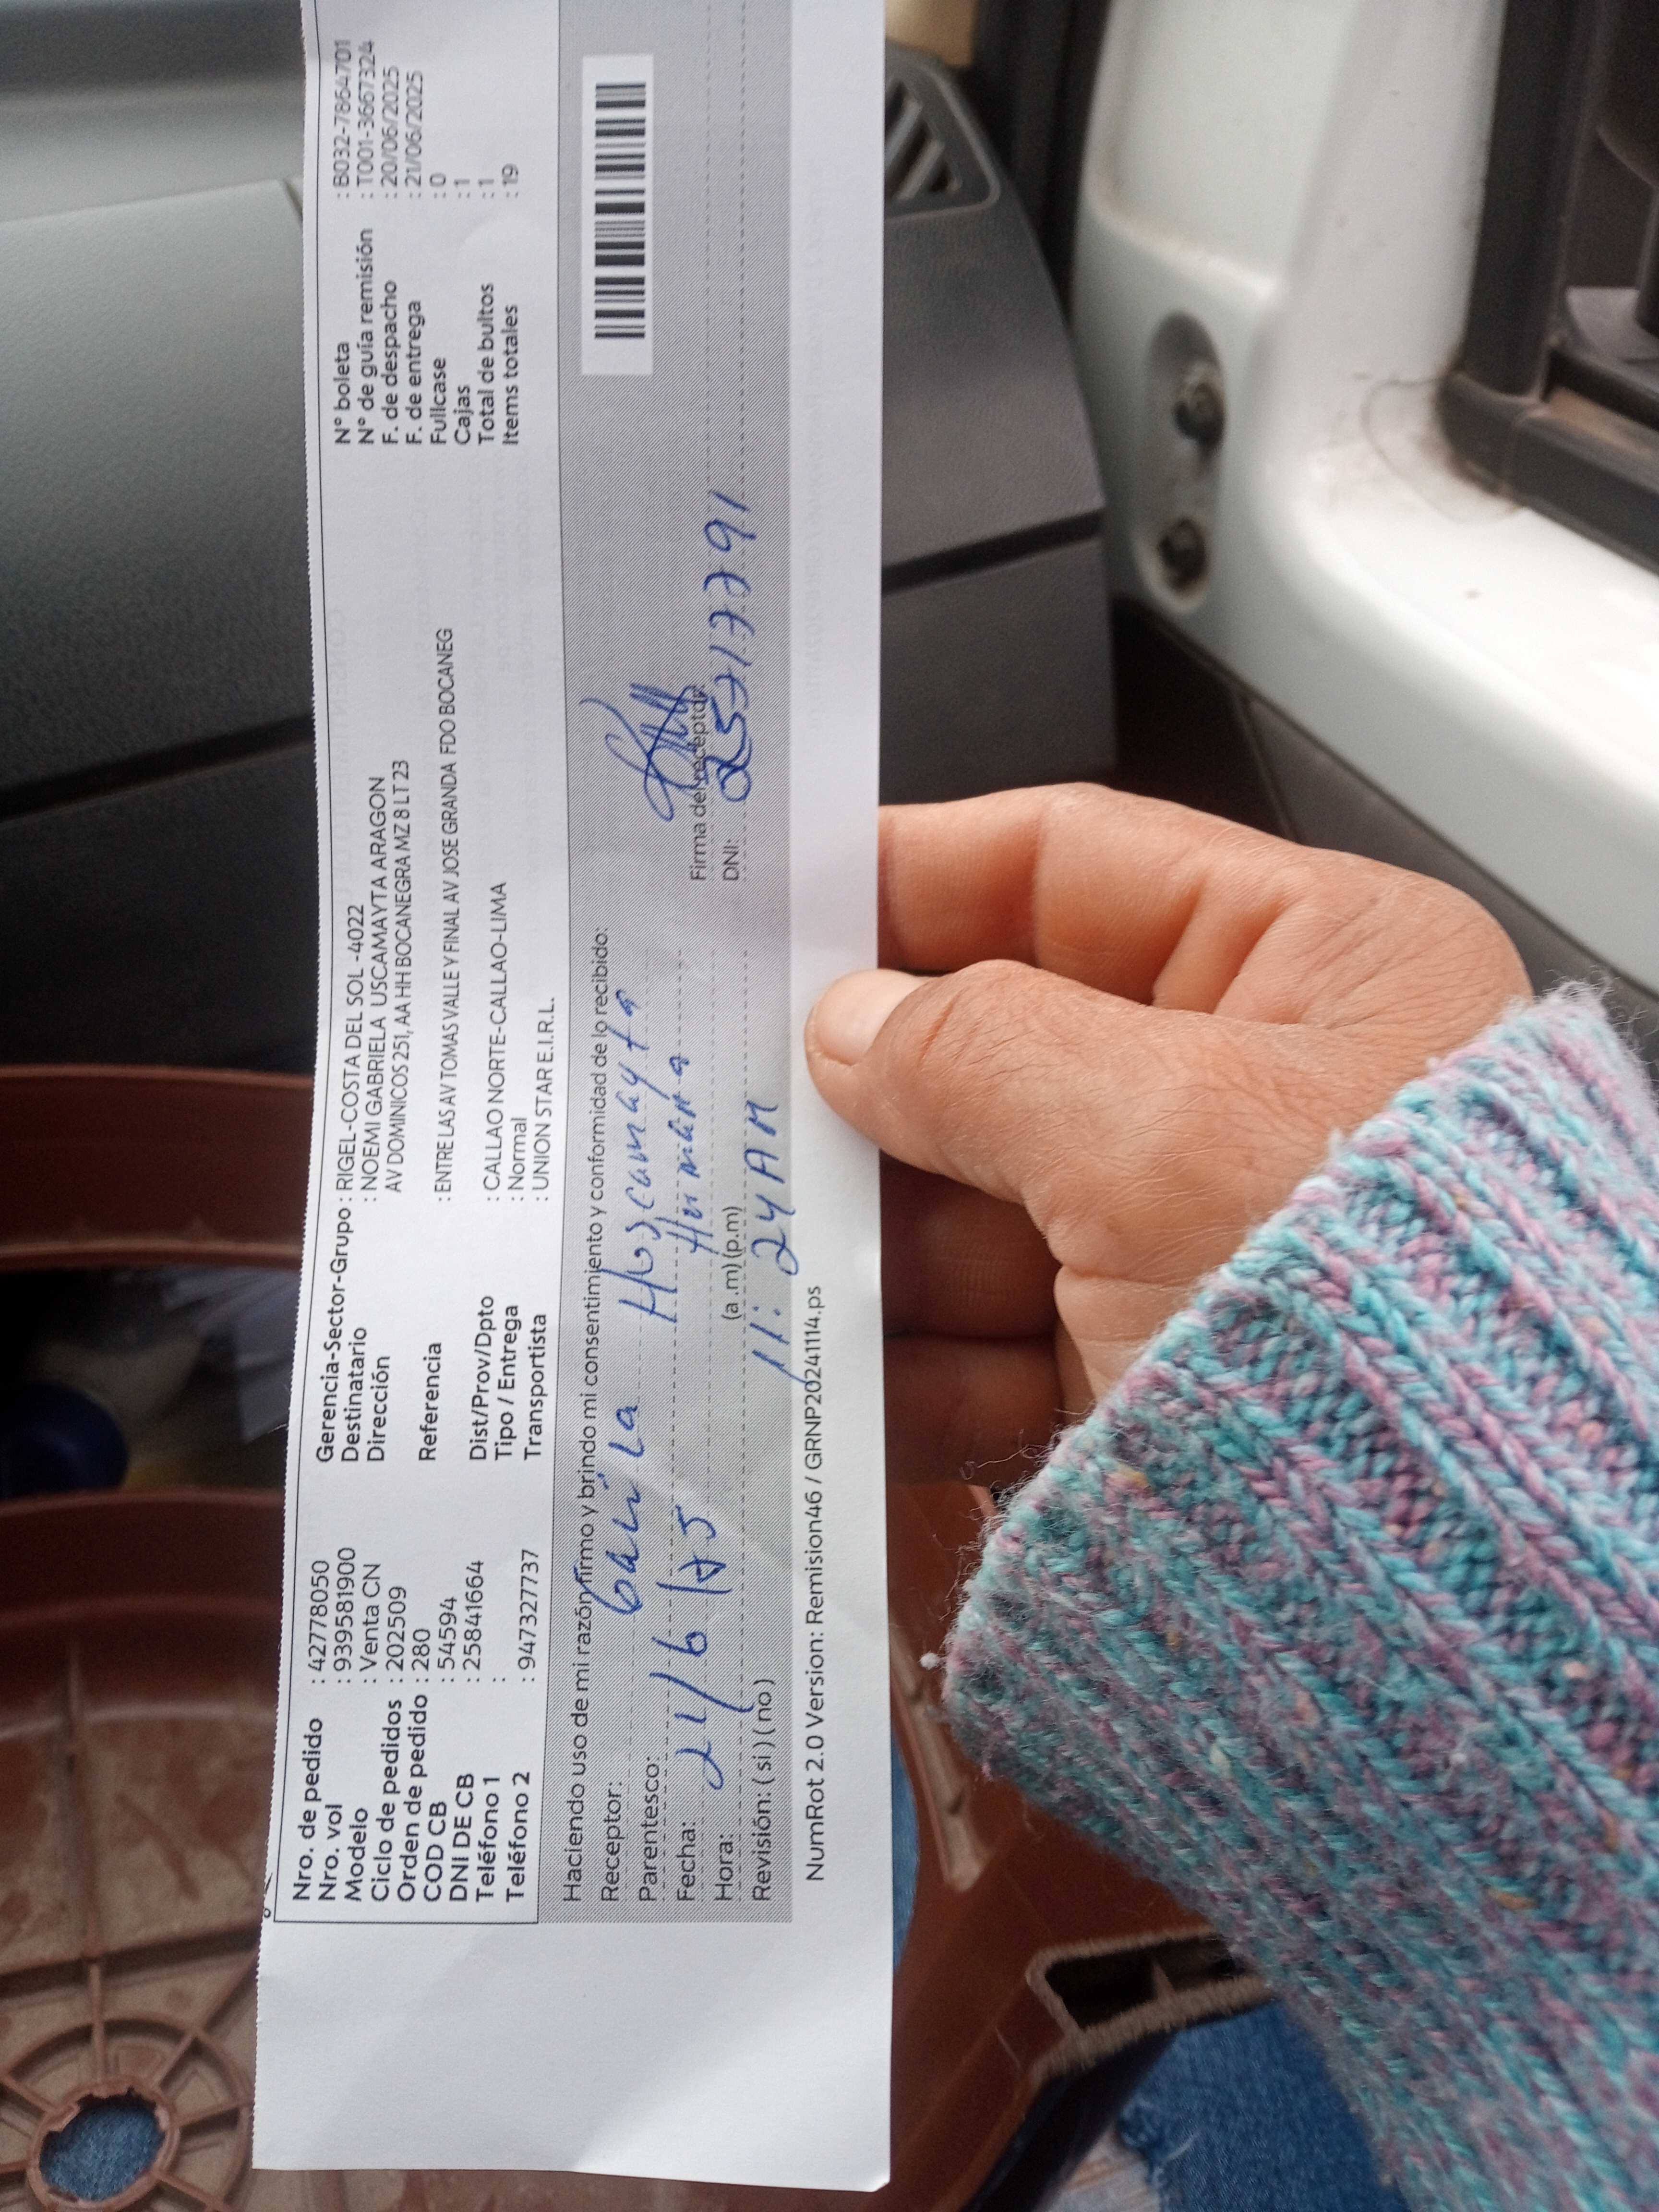 Nro. de pedido : 42778050
Nro. vol : 9395819​00
Modelo : Venta CN
Ciclo de pedidos : 202509
Orden de pedido : 280
COD CB : 54594
DNI DE CB : 25841664
Teléfono 1 :
Teléfono 2 : 947327737
Gerencia-Sector-Grupo : RIGEL-COSTA DEL SOL -4022
Destinatario : NOEMI GABRIELA USCAMAYTA ARAGON
Dirección AV DOMINICOS 251, AA HH BOCANEGRA MZ 8 LT 23
Referencia : ENTRE LAS AV TOMAS VALLE Y FINAL AV JOSE GRANDA FDO BOCANEG
Dist/Prov/Dpto : CALLAO NORTE-CALLAO-LIMA
Tipo / Entrega : Normal
Transportista : UNION STAR E.I.R.L.
N° boleta : B032-7864701
N° de guía remisión : T001-3667324
F. de despacho : 20/06/2025
F. de entrega : 21/06/2025
Fullcase : 0
Cajas : 1
Total de bultos : 1
Items totales : 19
Haciendo uso de mi razón firmo y brindo mi consentimiento y conformidad de lo recibido:
Receptor: Huscamayta
Parentesco: Hermana
Fecha: 21/6/25
Hora: (a .m) (p.m) 11:24 AM
Revisión: ( si ) ( no )
Firma del receptor
DNI: 25717791
NumRot 2.0 Version: Remision46 / GRNP20241114.ps